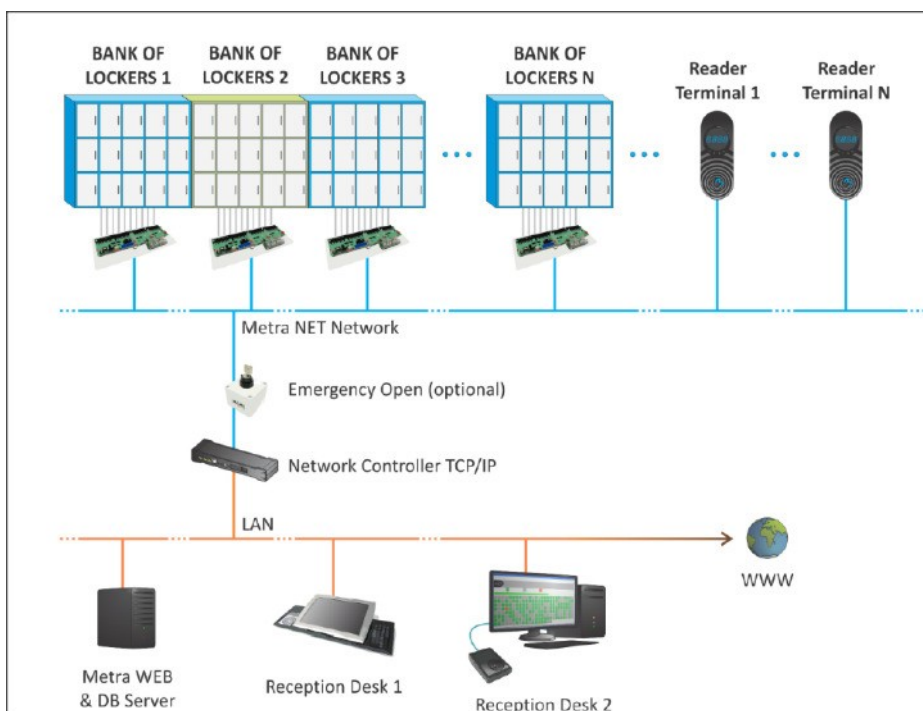 BANK OF
LOCKERS 1
BANK OF
LOCKERS 2
BANK OF
LOCKERS 3
BANK OF
LOCKERS N
Reader
Terminal 1
Reader
Terminal N
Metra NET Network
Emergency Open (optional)
Network Controller TCP/IP
LAN
WWW
Metra WEB
& DB Server
Reception Desk 1
Reception Desk 2